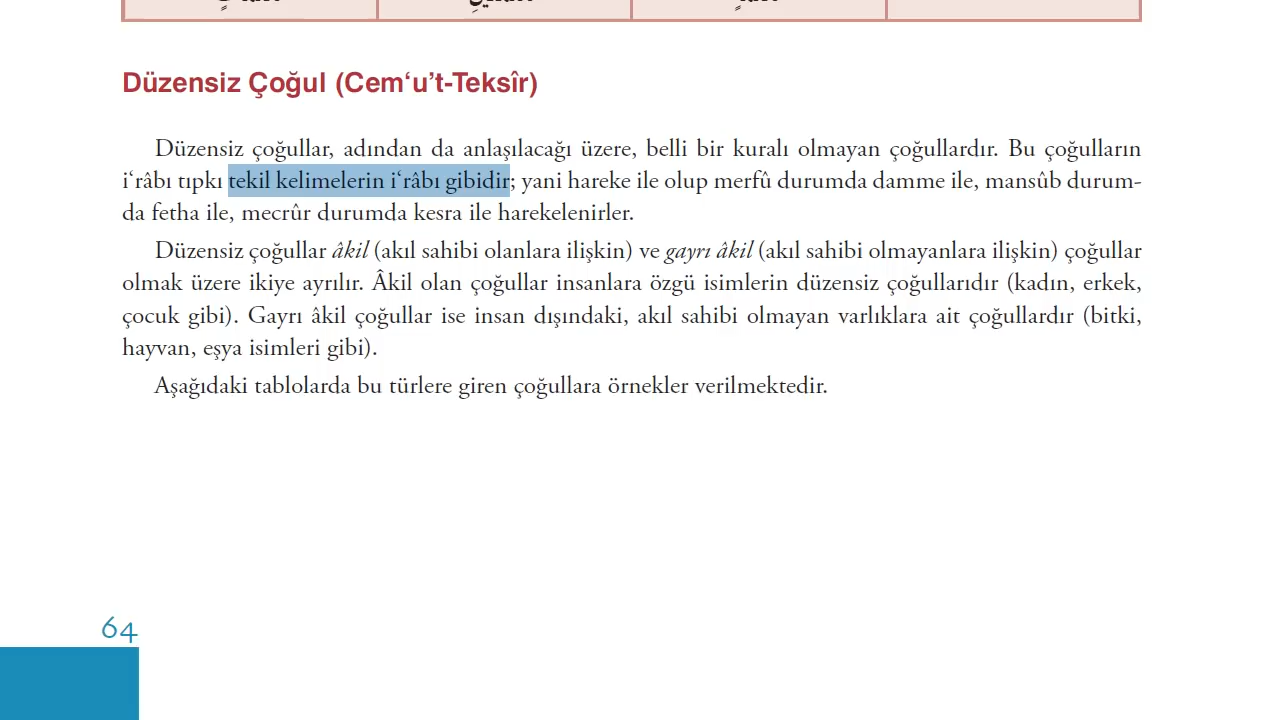 Düzensiz Çoğul (Cem‘u’t-Teksîr)
Düzensiz çoğullar, adından da anlaşılacağı üzere, belli bir kuralı olmayan çoğullardır. Bu çoğulların
i‘râbı tıpkı tekil kelimelerin i‘râbı gibidir; yani hareke ile olup merfû durumda damme ile, mansûb durum-
da fetha ile, mecrûr durumda kesra ile harekelenirler.
Düzensiz çoğullar âkil (akıl sahibi olanlara ilişkin) ve gayrı âkil (akıl sahibi olmayanlara ilişkin) çoğullar
olmak üzere ikiye ayrılır. Âkil olan çoğullar insanlara özgü isimlerin düzensiz çoğullarıdır (kadın, erkek,
çocuk gibi). Gayrı âkil çoğullar ise insan dışındaki, akıl sahibi olmayan varlıklara ait çoğullardır (bitki,
hayvan, eşya isimleri gibi).
Aşağıdaki tablolarda bu türlere giren çoğullara örnekler verilmektedir.
64